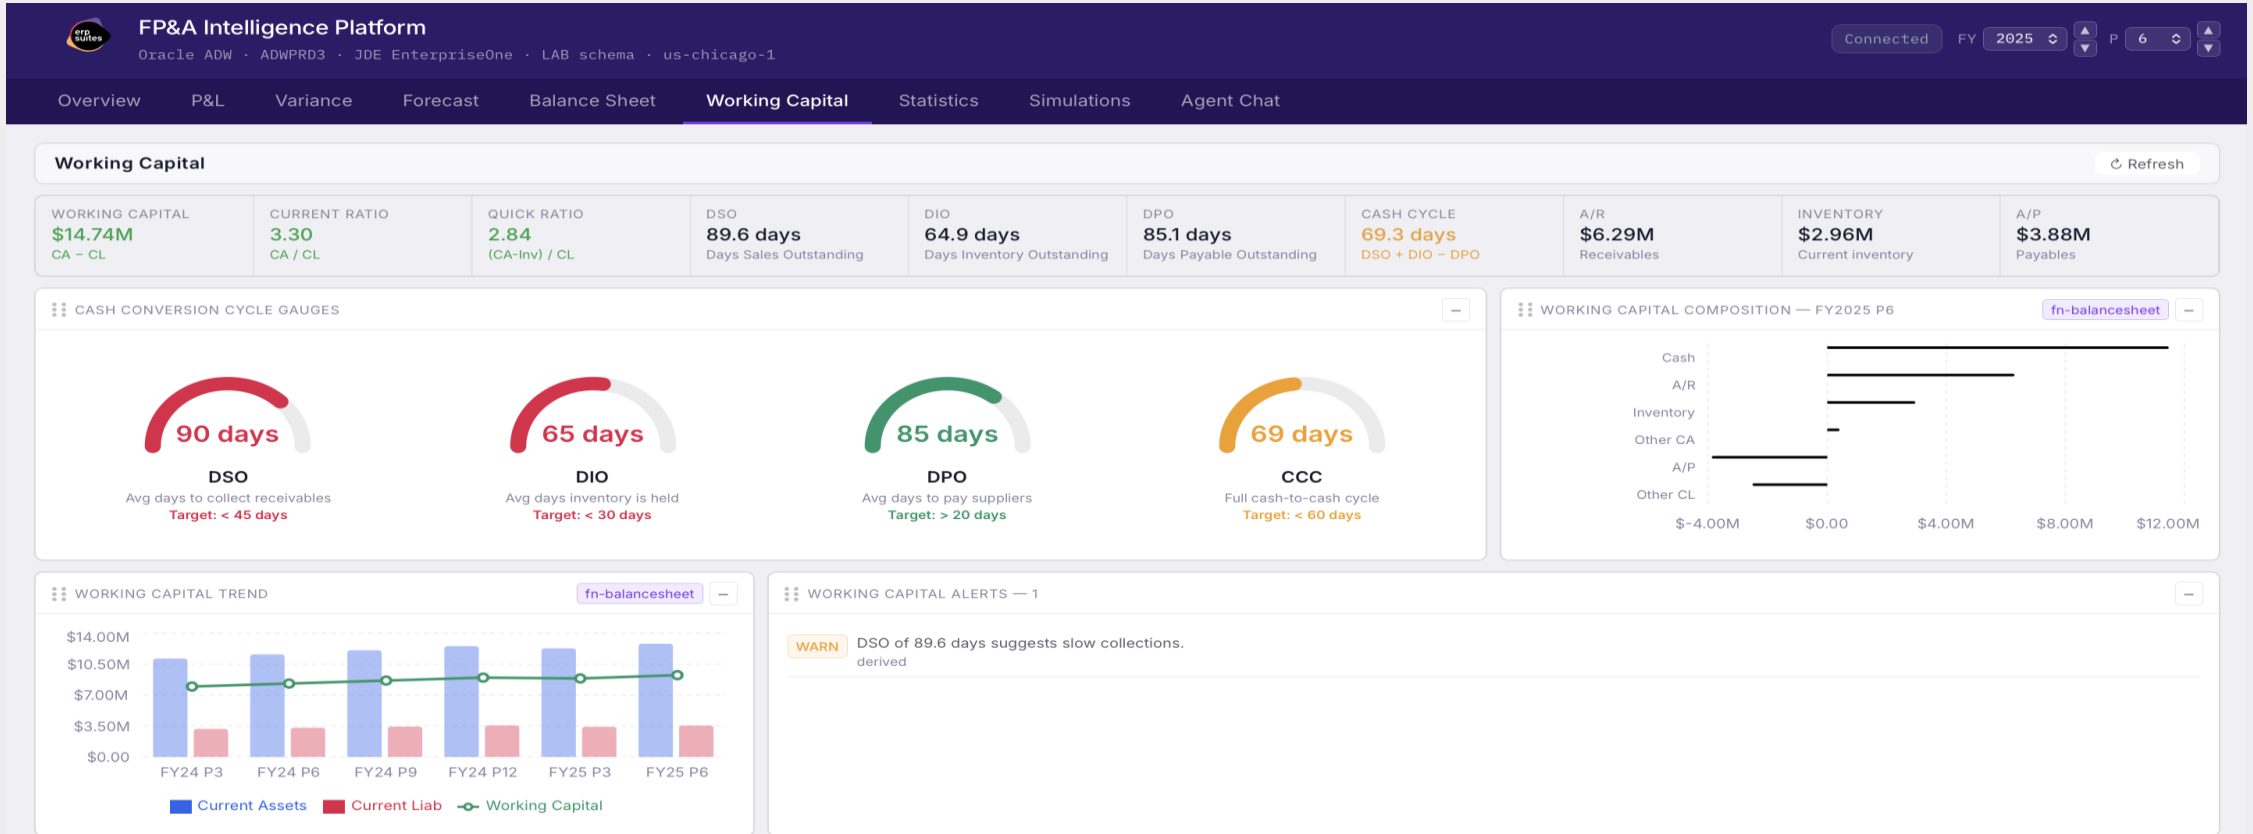 erp suites
FP&A Intelligence Platform
Oracle ADW · ADWPRD3 · JDE EnterpriseOne · LAB schema · us-chicago-1
Connected FY 2025 P 6
Overview P&L Variance Forecast Balance Sheet Working Capital Statistics Simulations Agent Chat
Working Capital
Refresh
WORKING CAPITAL
$14.74M
CA − CL
CURRENT RATIO
3.30
CA / CL
QUICK RATIO
2.84
(CA-Inv) / CL
DSO
89.6 days
Days Sales Outstanding
DIO
64.9 days
Days Inventory Outstanding
DPO
85.1 days
Days Payable Outstanding
CASH CYCLE
69.3 days
DSO + DIO − DPO
A/R
$6.29M
Receivables
INVENTORY
$2.96M
Current inventory
A/P
$3.88M
Payables
CASH CONVERSION CYCLE GAUGES
90 days
DSO
Avg days to collect receivables
Target: < 45 days
65 days
DIO
Avg days inventory is held
Target: < 30 days
85 days
DPO
Avg days to pay suppliers
Target: > 20 days
69 days
CCC
Full cash-to-cash cycle
Target: < 60 days
WORKING CAPITAL COMPOSITION — FY2025 P6
fn-balancesheet
Cash
A/R
Inventory
Other CA
A/P
Other CL
$-4.00M $0.00 $4.00M $8.00M $12.00M
WORKING CAPITAL TREND
fn-balancesheet
$14.00M
$10.50M
$7.00M
$3.50M
$0.00
FY24 P3 FY24 P6 FY24 P9 FY24 P12 FY25 P3 FY25 P6
Current Assets Current Liab Working Capital
WORKING CAPITAL ALERTS — 1
WARN DSO of 89.6 days suggests slow collections.
derived